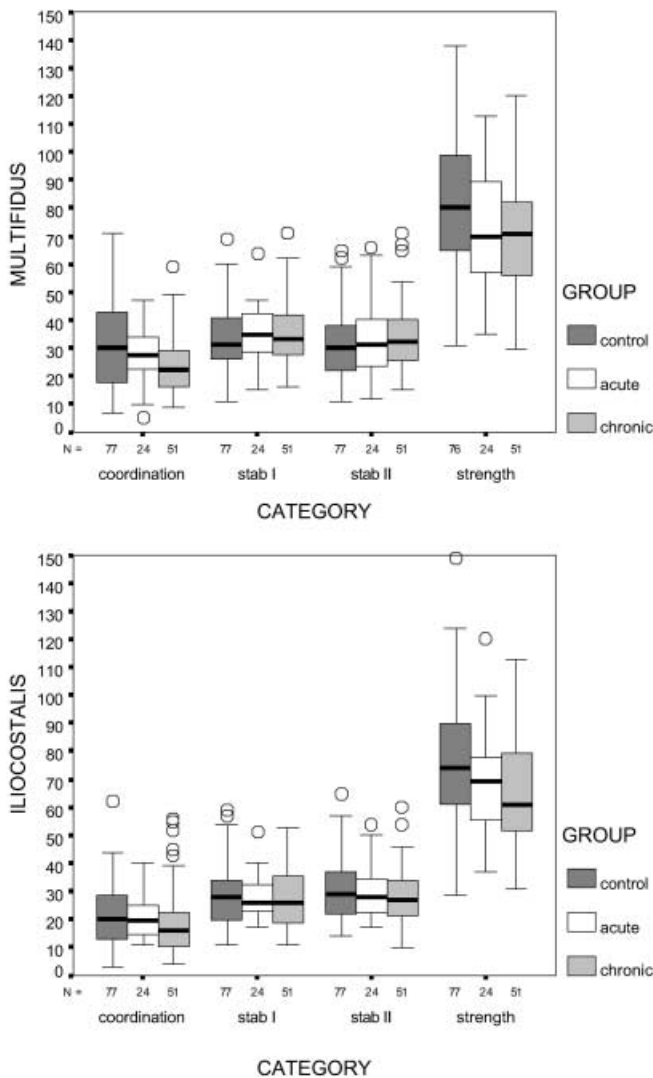 150
140
130
120
110
100
90
80
70
60
50
40
30
20
10
0
MULTIFIDUS
N = 77 24 51 77 24 51 77 24 51 76 24 51
coordination stab I stab II strength
CATEGORY
GROUP
control
acute
chronic
150
140
130
120
110
100
90
80
70
60
50
40
30
20
10
0
ILIOCOSTALIS
N = 77 24 51 77 24 51 77 24 51 77 24 51
coordination stab I stab II strength
CATEGORY
GROUP
control
acute
chronic